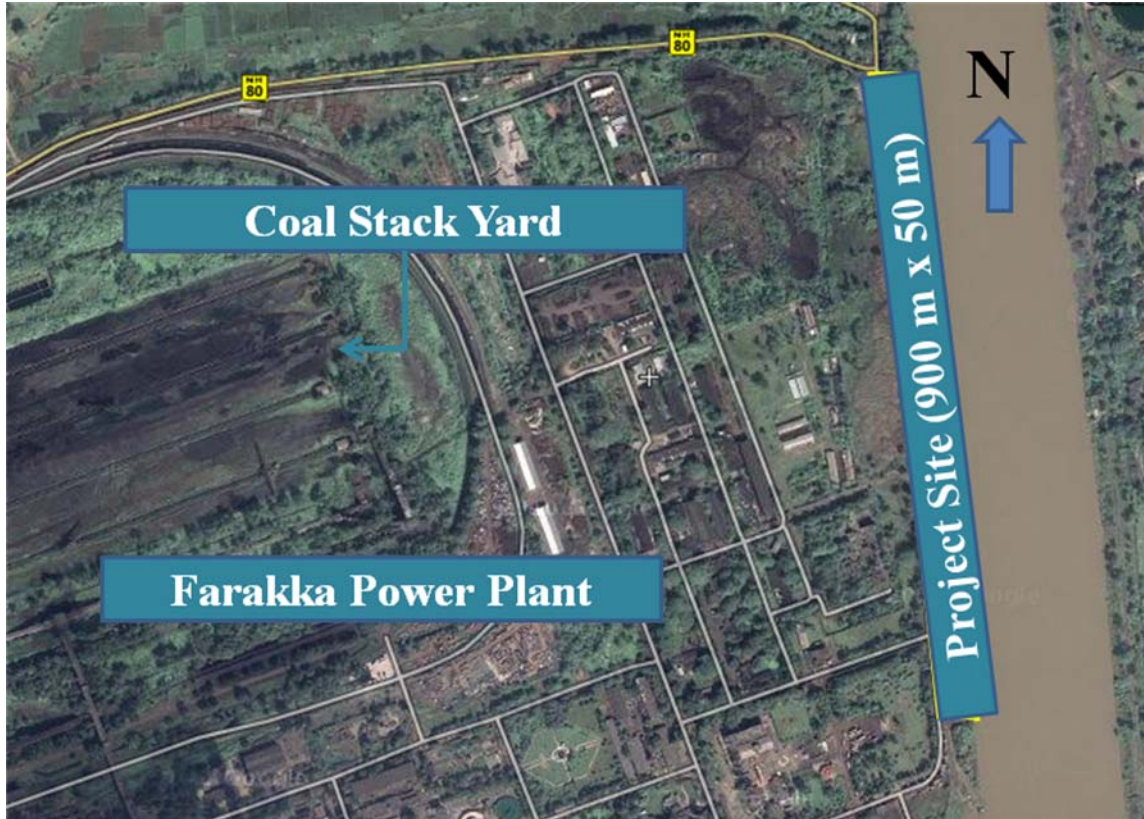 NH
80
NH
80
N
Coal Stack Yard
Project Site (900 m x 50 m)
Farakka Power Plant